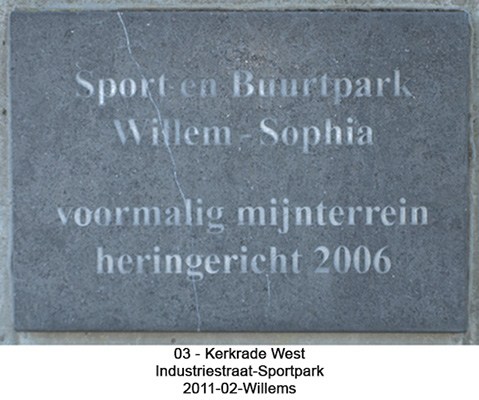 Sport-en Buurtpark
Willem-Sophia
voormalig mijnterrein
heringericht 2006
03 - Kerkrade West
Industriestraat-Sportpark
2011-02-Willems